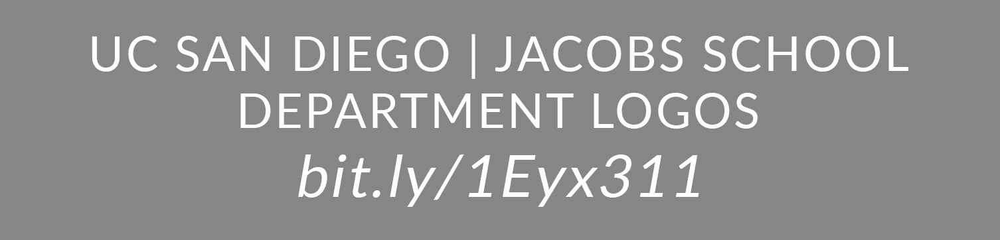 UC SAN DIEGO | JACOBS SCHOOL
DEPARTMENT LOGOS
bit.ly/1Eyx311